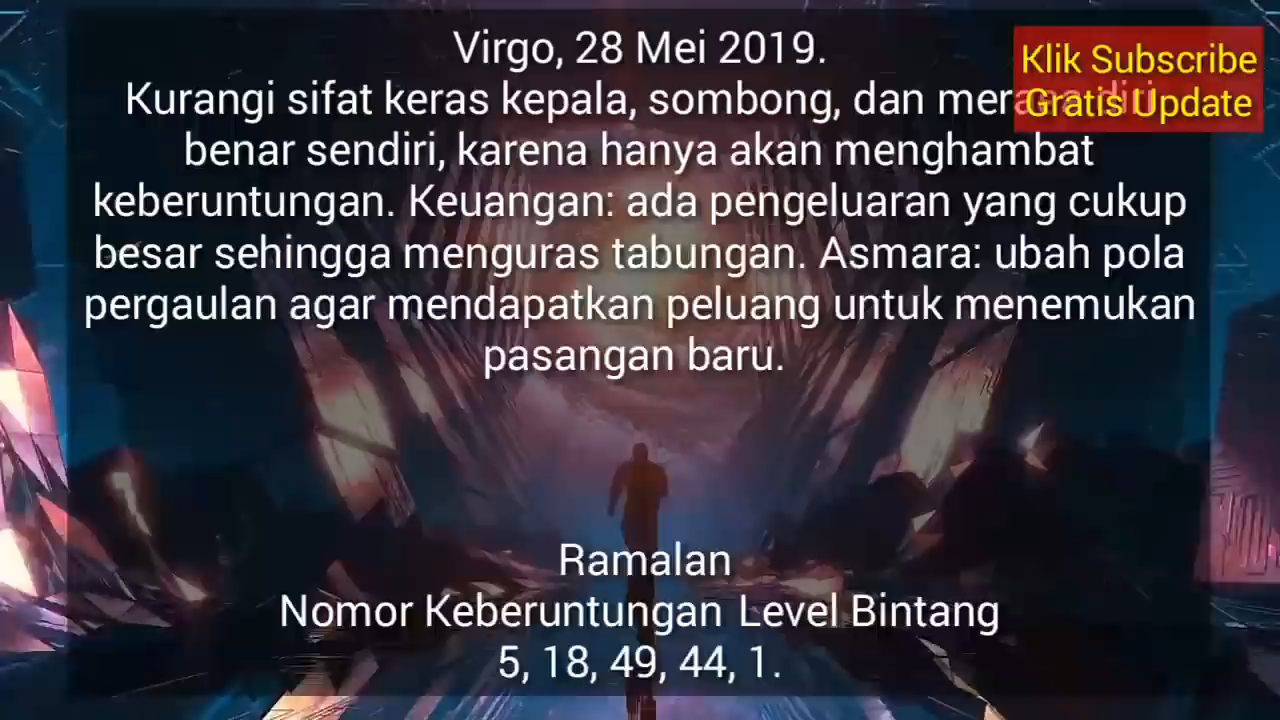 Virgo, 28 Mei 2019.
Kurangi sifat keras kepala, sombong, dan merasa diri
benar sendiri, karena hanya akan menghambat
keberuntungan. Keuangan: ada pengeluaran yang cukup
besar sehingga menguras tabungan. Asmara: ubah pola
pergaulan agar mendapatkan peluang untuk menemukan
pasangan baru.
Klik Subscribe
Gratis Update
Ramalan
Nomor Keberuntungan Level Bintang
5, 18, 49, 44, 1.